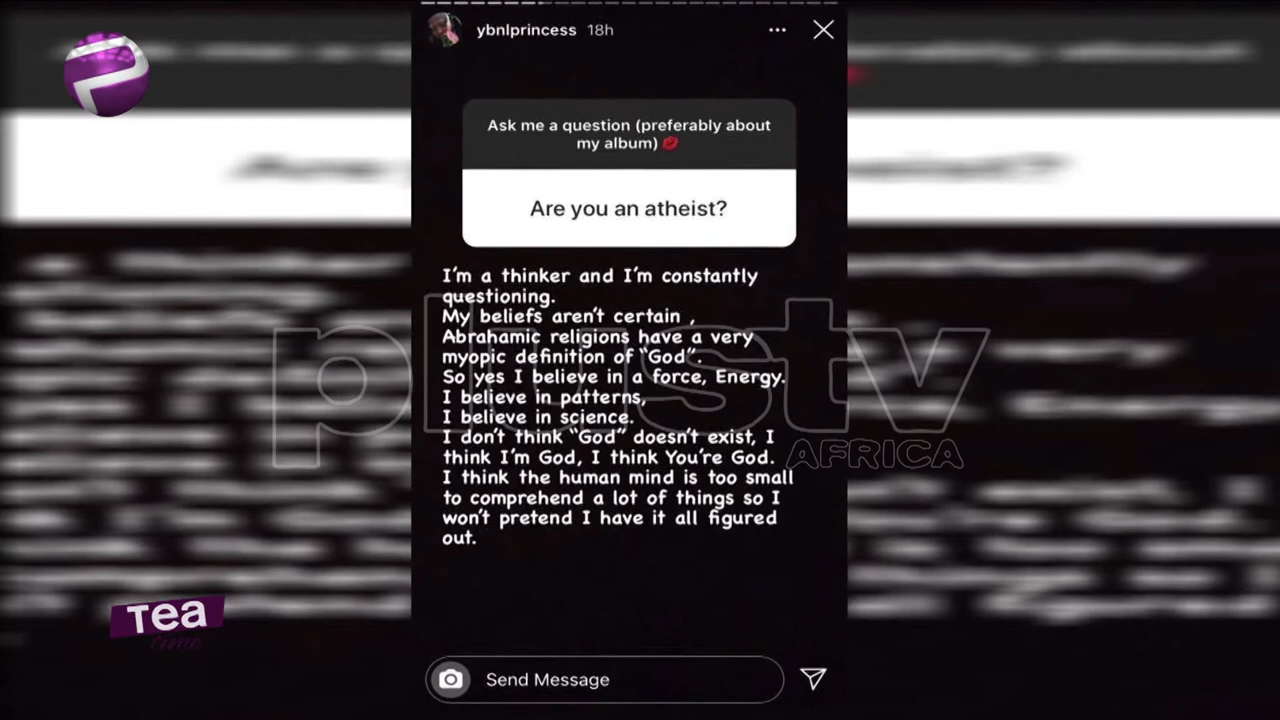 ybnlprincess 18h
Ask me a question (preferably about
my album) 💋
Are you an atheist?
I'm a thinker and I'm constantly
questioning.
My beliefs aren't certain ,
Abrahamic religions have a very
myopic definition of "God".
So yes I believe in a force, Energy.
I believe in patterns,
I believe in science.
I don't think "God" doesn't exist, I
think I'm God, I think You're God.
I think the human mind is too small
to comprehend a lot of things so I
won't pretend I have it all figured
out.
plustv
AFRICA
Tea
time
Send Message